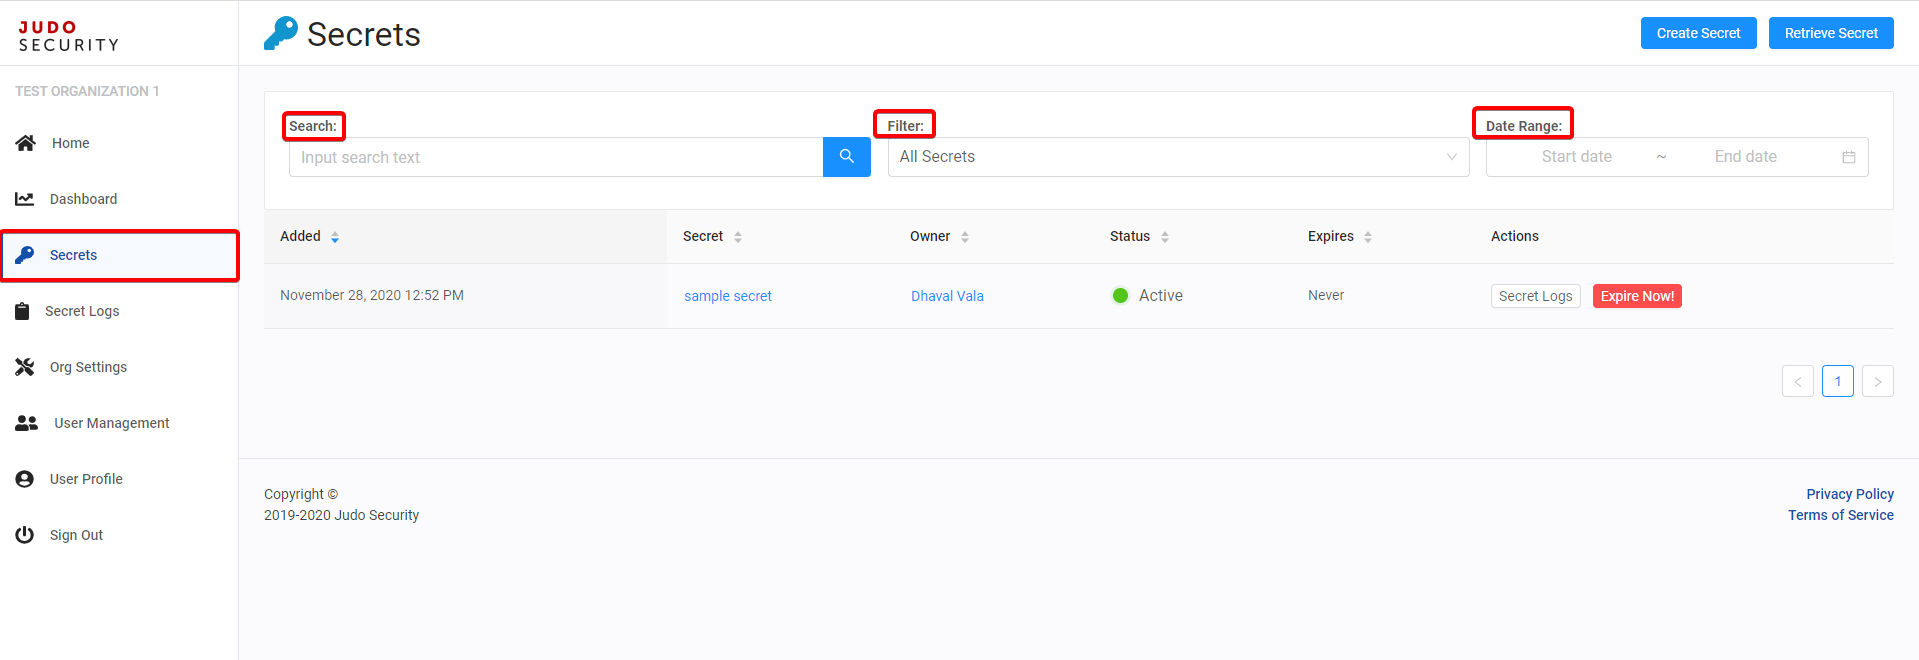 JUDO
SECURITY
Secrets
Create Secret
Retrieve Secret
TEST ORGANIZATION 1
Home
Dashboard
Secrets
Secret Logs
Org Settings
User Management
User Profile
Sign Out
Search:
Filter:
Date Range:
Input search text
All Secrets
Start date ~ End date
Added Secret Owner Status Expires Actions
November 28, 2020 12:52 PM sample secret Dhaval Vala Active Never Secret Logs Expire Now!
< 1 >
Copyright ©
2019-2020 Judo Security
Privacy Policy
Terms of Service